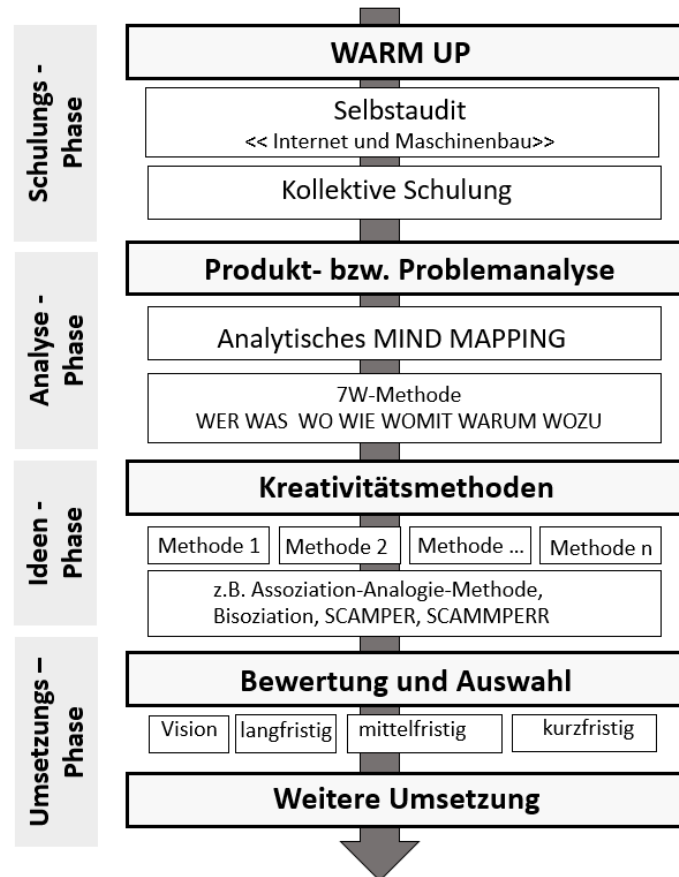 Schulungs -
Phase
WARM UP
Selbstaudit
<< Internet und Maschinenbau>>
Kollektive Schulung
Analyse -
Phase
Produkt- bzw. Problemanalyse
Analytisches MIND MAPPING
7W-Methode
WER WAS  WO WIE WOMIT WARUM WOZU
Ideen -
Phase
Kreativitätsmethoden
Methode 1
Methode 2
Methode ...
Methode n
z.B. Assoziation-Analogie-Methode,
Bisoziation, SCAMPER, SCAMMPERR
Umsetzungs –
Phase
Bewertung und Auswahl
Vision
langfristig
mittelfristig
kurzfristig
Weitere Umsetzung